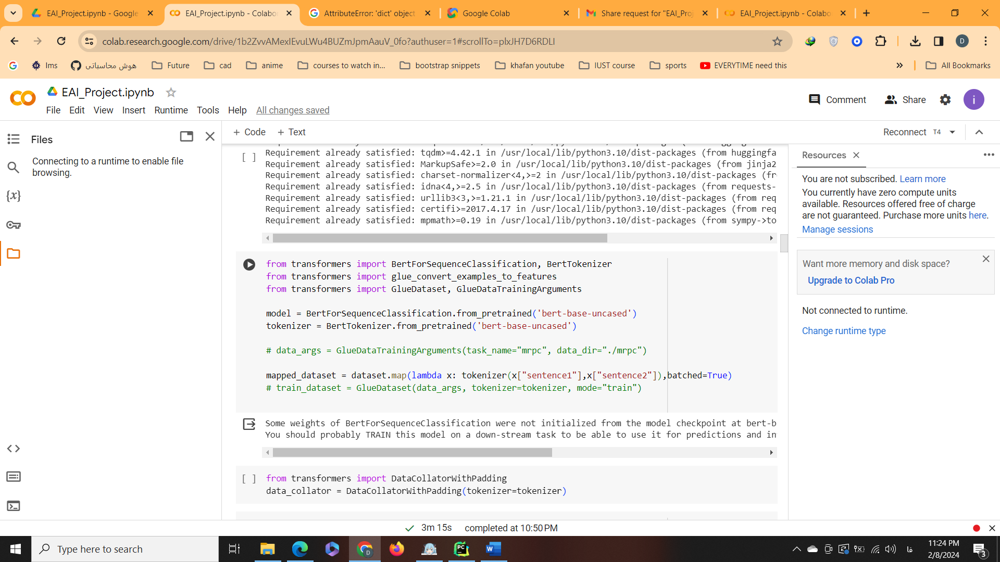 EAI_Project.ipynb - Google
EAI_Project.ipynb - Colabo
AttributeError: 'dict' object
Google Colab
Share request for "EAI_Proj
EAI_Project.ipynb - Colabo
colab.research.google.com/drive/1b2ZvvAMexIEvuLWu4BUZmJpmAauV_0fo?authuser=1#scrollTo=plxJH7D6RDLI
D
lms
هوش محاسباتی
Future
cad
anime
courses to watch in...
bootstrap snippets
khafan youtube
IUST course
sports
EVERYTIME need this
All Bookmarks
EAI_Project.ipynb
File Edit View Insert Runtime Tools Help All changes saved
Comment
Share
i
Files
Connecting to a runtime to enable file
browsing.
+ Code + Text
Reconnect T4
[ ]
Requirement already satisfied: tqdm>=4.42.1 in /usr/local/lib/python3.10/dist-packages (from huggingfa
Requirement already satisfied: MarkupSafe>=2.0 in /usr/local/lib/python3.10/dist-packages (from jinja2
Requirement already satisfied: charset-normalizer<4,>=2 in /usr/local/lib/python3.10/dist-packages (fr
Requirement already satisfied: idna<4,>=2.5 in /usr/local/lib/python3.10/dist-packages (from requests-
Requirement already satisfied: urllib3<3,>=1.21.1 in /usr/local/lib/python3.10/dist-packages (from req
Requirement already satisfied: certifi>=2017.4.17 in /usr/local/lib/python3.10/dist-packages (from req
Requirement already satisfied: mpmath>=0.19 in /usr/local/lib/python3.10/dist-packages (from sympy->to
from transformers import BertForSequenceClassification, BertTokenizer
from transformers import glue_convert_examples_to_features
from transformers import GlueDataset, GlueDataTrainingArguments
model = BertForSequenceClassification.from_pretrained('bert-base-uncased')
tokenizer = BertTokenizer.from_pretrained('bert-base-uncased')
# data_args = GlueDataTrainingArguments(task_name="mrpc", data_dir="./mrpc")
mapped_dataset = dataset.map(lambda x: tokenizer(x["sentence1"],x["sentence2"]),batched=True)
# train_dataset = GlueDataset(data_args, tokenizer=tokenizer, mode="train")
Some weights of BertForSequenceClassification were not initialized from the model checkpoint at bert-b
You should probably TRAIN this model on a down-stream task to be able to use it for predictions and in
[ ]
from transformers import DataCollatorWithPadding
data_collator = DataCollatorWithPadding(tokenizer=tokenizer)
Resources
You are not subscribed. Learn more
You currently have zero compute units
available. Resources offered free of charge
are not guaranteed. Purchase more units here.
Manage sessions
Want more memory and disk space?
Upgrade to Colab Pro
Not connected to runtime.
Change runtime type
3m 15s completed at 10:50 PM
Type here to search
فا
11:24 PM
2/8/2024
3